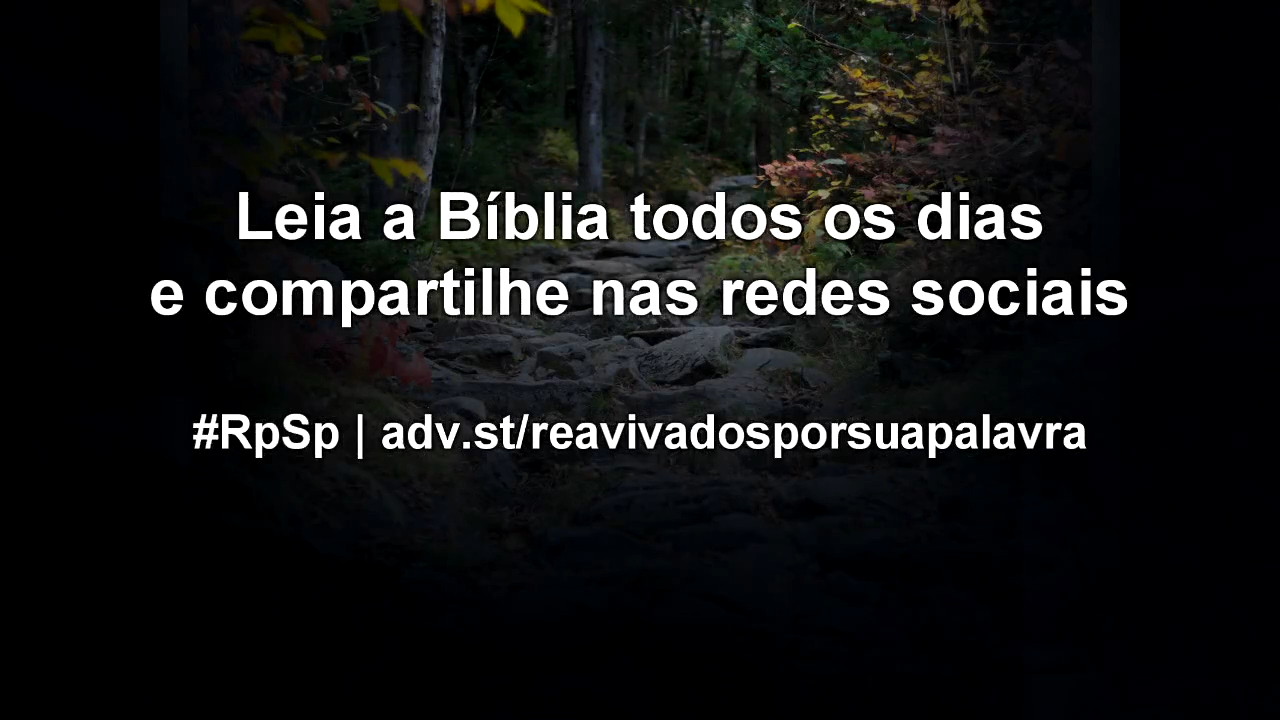 Leia a Bíblia todos os dias
e compartilhe nas redes sociais
#RpSp | adv.st/reavivadosporsuapalavra